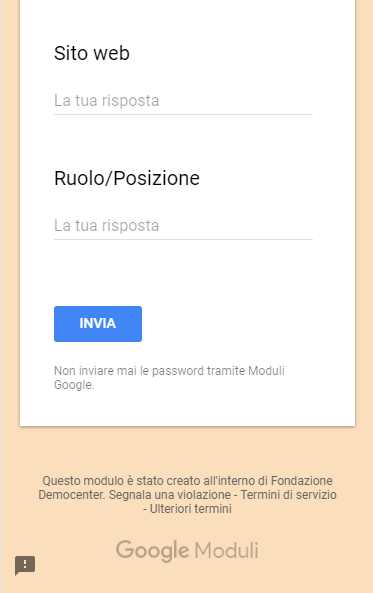 Sito web
La tua risposta
Ruolo/Posizione
La tua risposta
INVIA
Non inviare mai le password tramite Moduli
Google.
Questo modulo è stato creato all'interno di Fondazione
Democenter. Segnala una violazione - Termini di servizio
- Ulteriori termini
Google Moduli